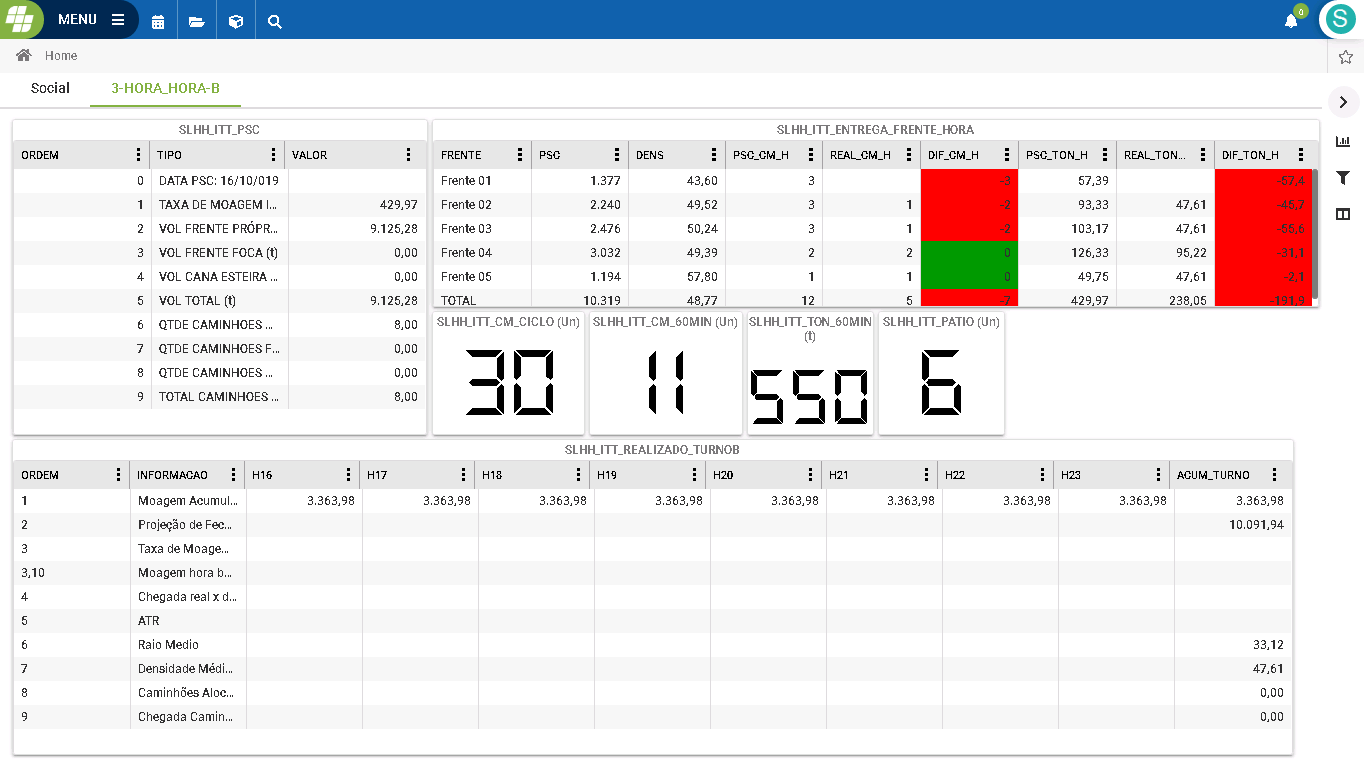 MENU
0
S
Home
Social 3-HORA_HORA-B
SLHH_ITT_PSC
ORDEM TIPO VALOR
0 DATA PSC: 16/10/019
1 TAXA DE MOAGEM I... 429,97
2 VOL FRENTE PRÓPR... 9.125,28
3 VOL FRENTE FOCA (t) 0,00
4 VOL CANA ESTEIRA ... 0,00
5 VOL TOTAL (t) 9.125,28
6 QTDE CAMINHOES ... 8,00
7 QTDE CAMINHOES F... 0,00
8 QTDE CAMINHOES ... 0,00
9 TOTAL CAMINHOES ... 8,00
SLHH_ITT_ENTREGA_FRENTE_HORA
FRENTE PSC DENS PSC_CM_H REAL_CM_H DIF_CM_H PSC_TON_H REAL_TON... DIF_TON_H
Frente 01 1.377 43,60 3 -3 57,39 -57,4
Frente 02 2.240 49,52 3 1 -2 93,33 47,61 -45,7
Frente 03 2.476 50,24 3 1 -2 103,17 47,61 -55,6
Frente 04 3.032 49,39 2 2 0 126,33 95,22 -31,1
Frente 05 1.194 57,80 1 1 0 49,75 47,61 -2,1
TOTAL 10.319 48,77 12 5 -7 429,97 238,05 -191,9
SLHH_ITT_CM_CICLO (Un)
30
SLHH_ITT_CM_60MIN (Un)
11
SLHH_ITT_TON_60MIN
(t)
550
SLHH_ITT_PATIO (Un)
6
SLHH_ITT_REALIZADO_TURNOB
ORDEM INFORMACAO H16 H17 H18 H19 H20 H21 H22 H23 ACUM_TURNO
1 Moagem Acumul... 3.363,98 3.363,98 3.363,98 3.363,98 3.363,98 3.363,98 3.363,98 3.363,98 3.363,98
2 Projeção de Fec... 10.091,94
3 Taxa de Moage...
3,10 Moagem hora b...
4 Chegada real x d...
5 ATR
6 Raio Medio 33,12
7 Densidade Médi... 47,61
8 Caminhões Aloc... 0,00
9 Chegada Camin... 0,00